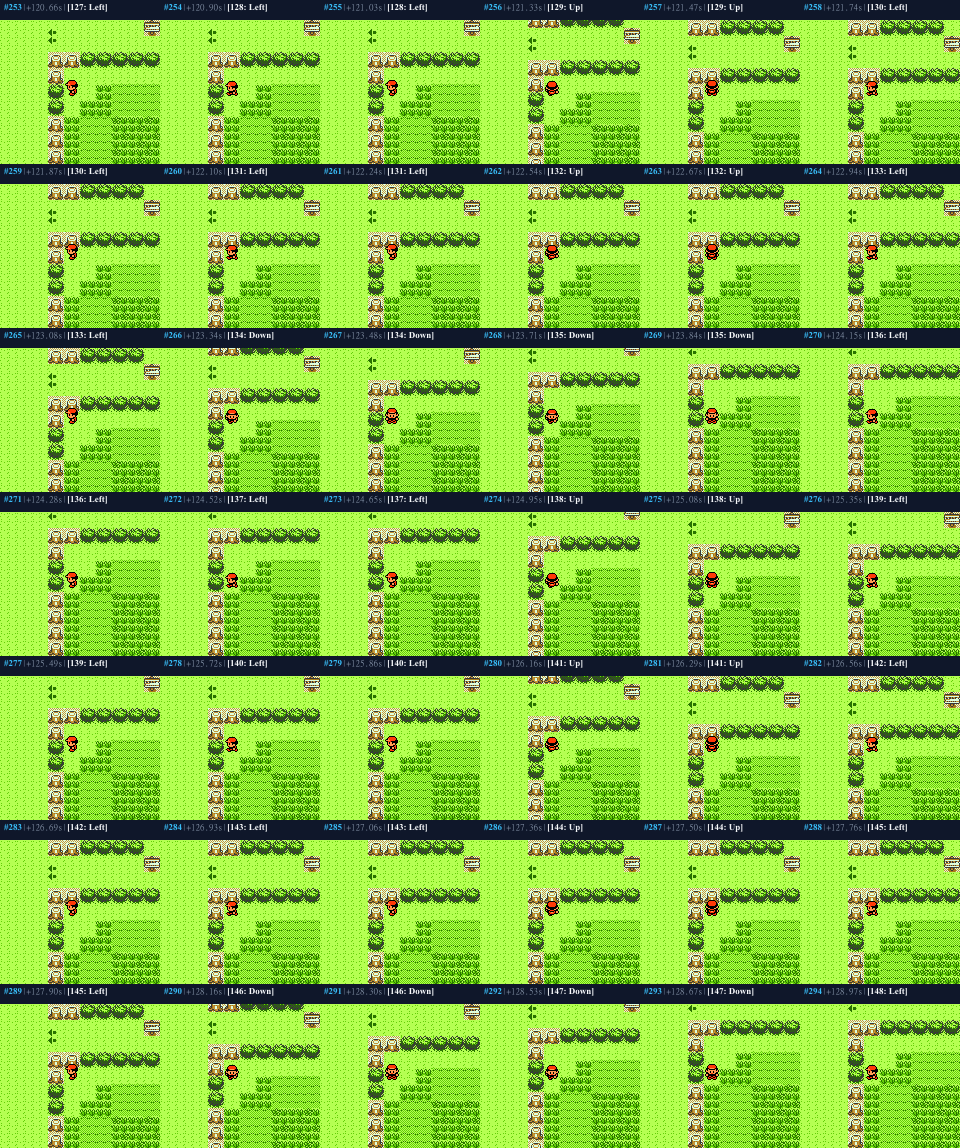 #253|+120.66s|[127: Left] #254|+120.90s|[128: Left] #255|+121.03s|[128: Left] #256|+121.33s|[129: Up] #257|+121.47s|[129: Up] #258|+121.74s|[130: Left]
#259|+121.87s|[130: Left] #260|+122.10s|[131: Left] #261|+122.24s|[131: Left] #262|+122.54s|[132: Up] #263|+122.67s|[132: Up] #264|+122.94s|[133: Left]
#265|+123.08s|[133: Left] #266|+123.34s|[134: Down] #267|+123.48s|[134: Down] #268|+123.71s|[135: Down] #269|+123.84s|[135: Down] #270|+124.15s|[136: Left]
#271|+124.28s|[136: Left] #272|+124.52s|[137: Left] #273|+124.65s|[137: Left] #274|+124.95s|[138: Up] #275|+125.08s|[138: Up] #276|+125.35s|[139: Left]
#277|+125.49s|[139: Left] #278|+125.72s|[140: Left] #279|+125.86s|[140: Left] #280|+126.16s|[141: Up] #281|+126.29s|[141: Up] #282|+126.56s|[142: Left]
#283|+126.69s|[142: Left] #284|+126.93s|[143: Left] #285|+127.06s|[143: Left] #286|+127.36s|[144: Up] #287|+127.50s|[144: Up] #288|+127.76s|[145: Left]
#289|+127.90s|[145: Left] #290|+128.16s|[146: Down] #291|+128.30s|[146: Down] #292|+128.53s|[147: Down] #293|+128.67s|[147: Down] #294|+128.97s|[148: Left]